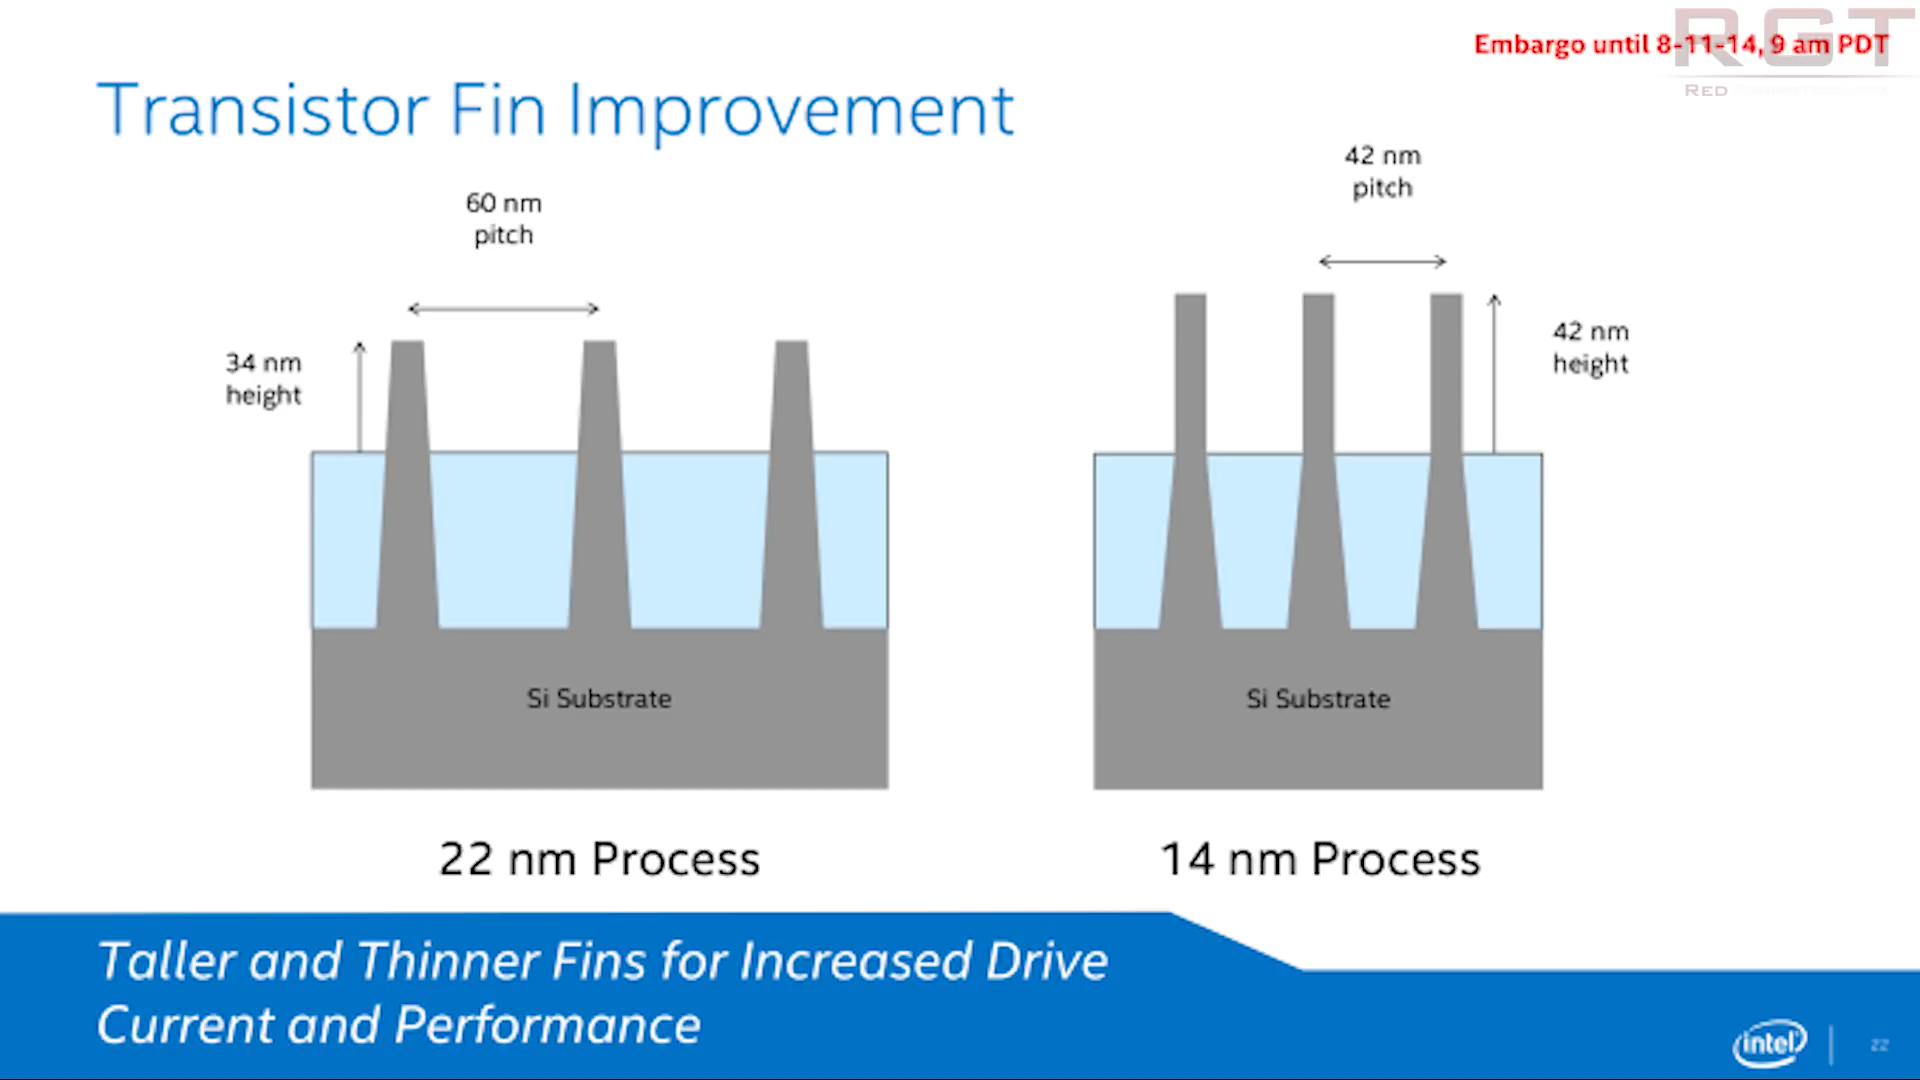 RGT
Embargo until 8-11-14, 9 am PDT
RED
Transistor Fin Improvement
60 nm
pitch
34 nm
height
Si Substrate
22 nm Process
42 nm
pitch
42 nm
height
Si Substrate
14 nm Process
Taller and Thinner Fins for Increased Drive
Current and Performance
intel
22